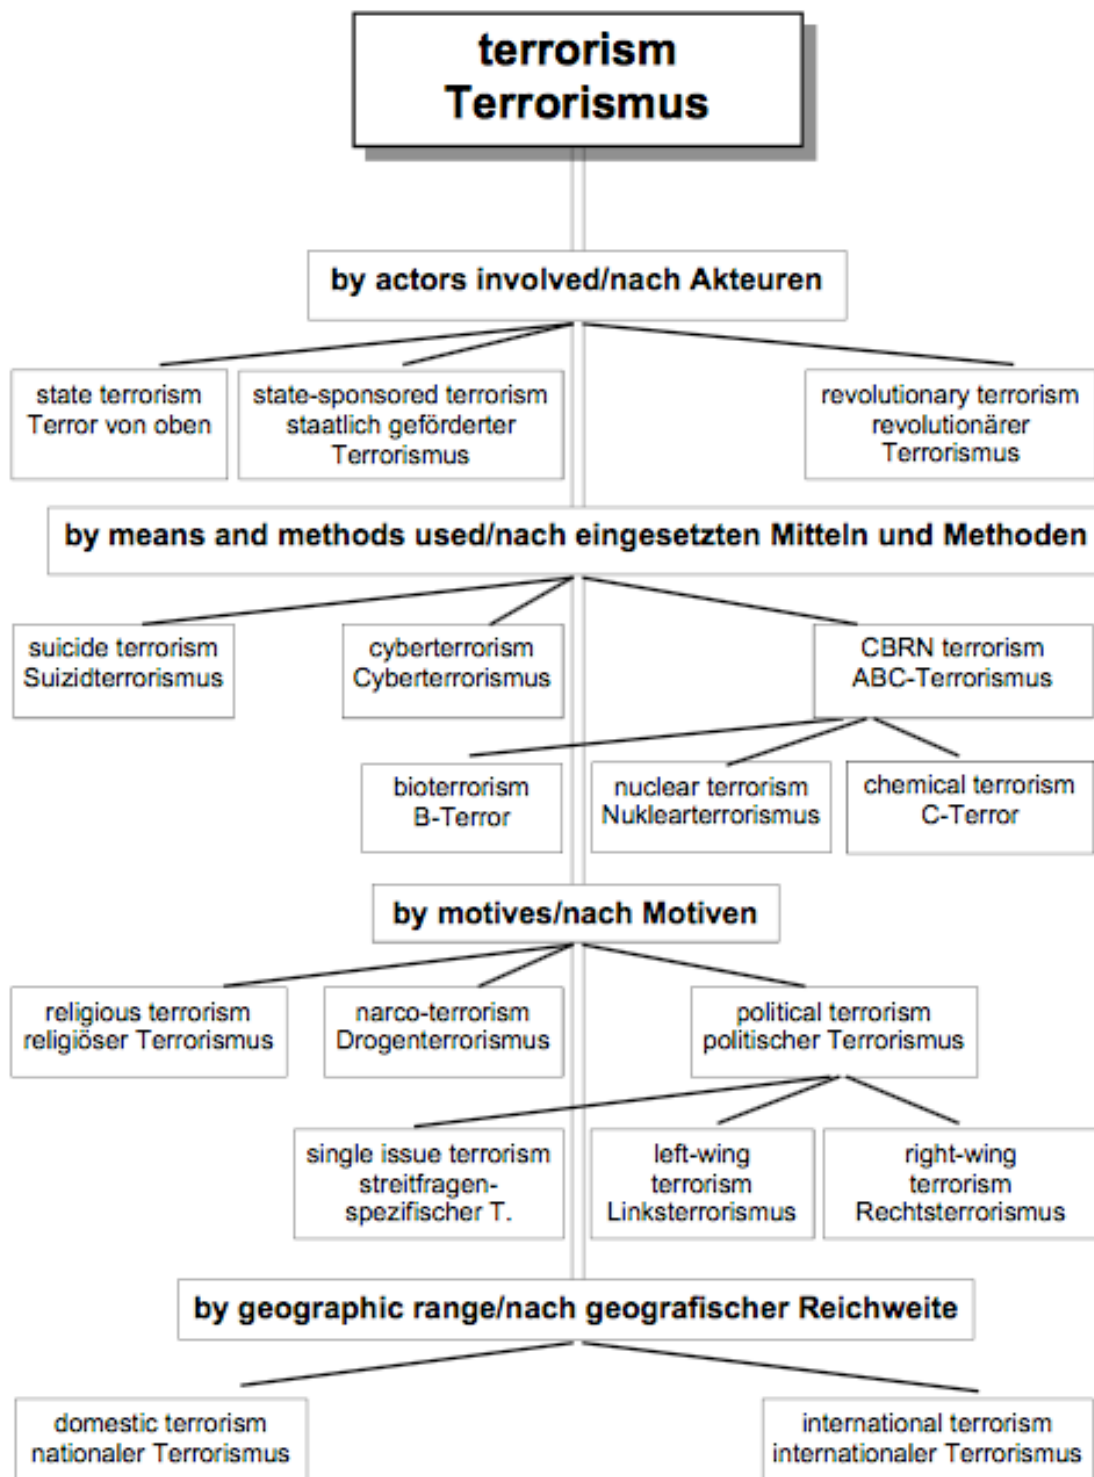 terrorism
Terrorismus
by actors involved/nach Akteuren
state terrorism
Terror von oben
state-sponsored terrorism
staatlich geförderter
Terrorismus
revolutionary terrorism
revolutionärer
Terrorismus
by means and methods used/nach eingesetzten Mitteln und Methoden
suicide terrorism
Suizidterrorismus
cyberterrorism
Cyberterrorismus
CBRN terrorism
ABC-Terrorismus
bioterrorism
B-Terror
nuclear terrorism
Nuklearterrorismus
chemical terrorism
C-Terror
by motives/nach Motiven
religious terrorism
religiöser Terrorismus
narco-terrorism
Drogenterrorismus
political terrorism
politischer Terrorismus
single issue terrorism
streitfragen-
spezifischer T.
left-wing
terrorism
Linksterrorismus
right-wing
terrorism
Rechtsterrorismus
by geographic range/nach geografischer Reichweite
domestic terrorism
nationaler Terrorismus
international terrorism
internationaler Terrorismus